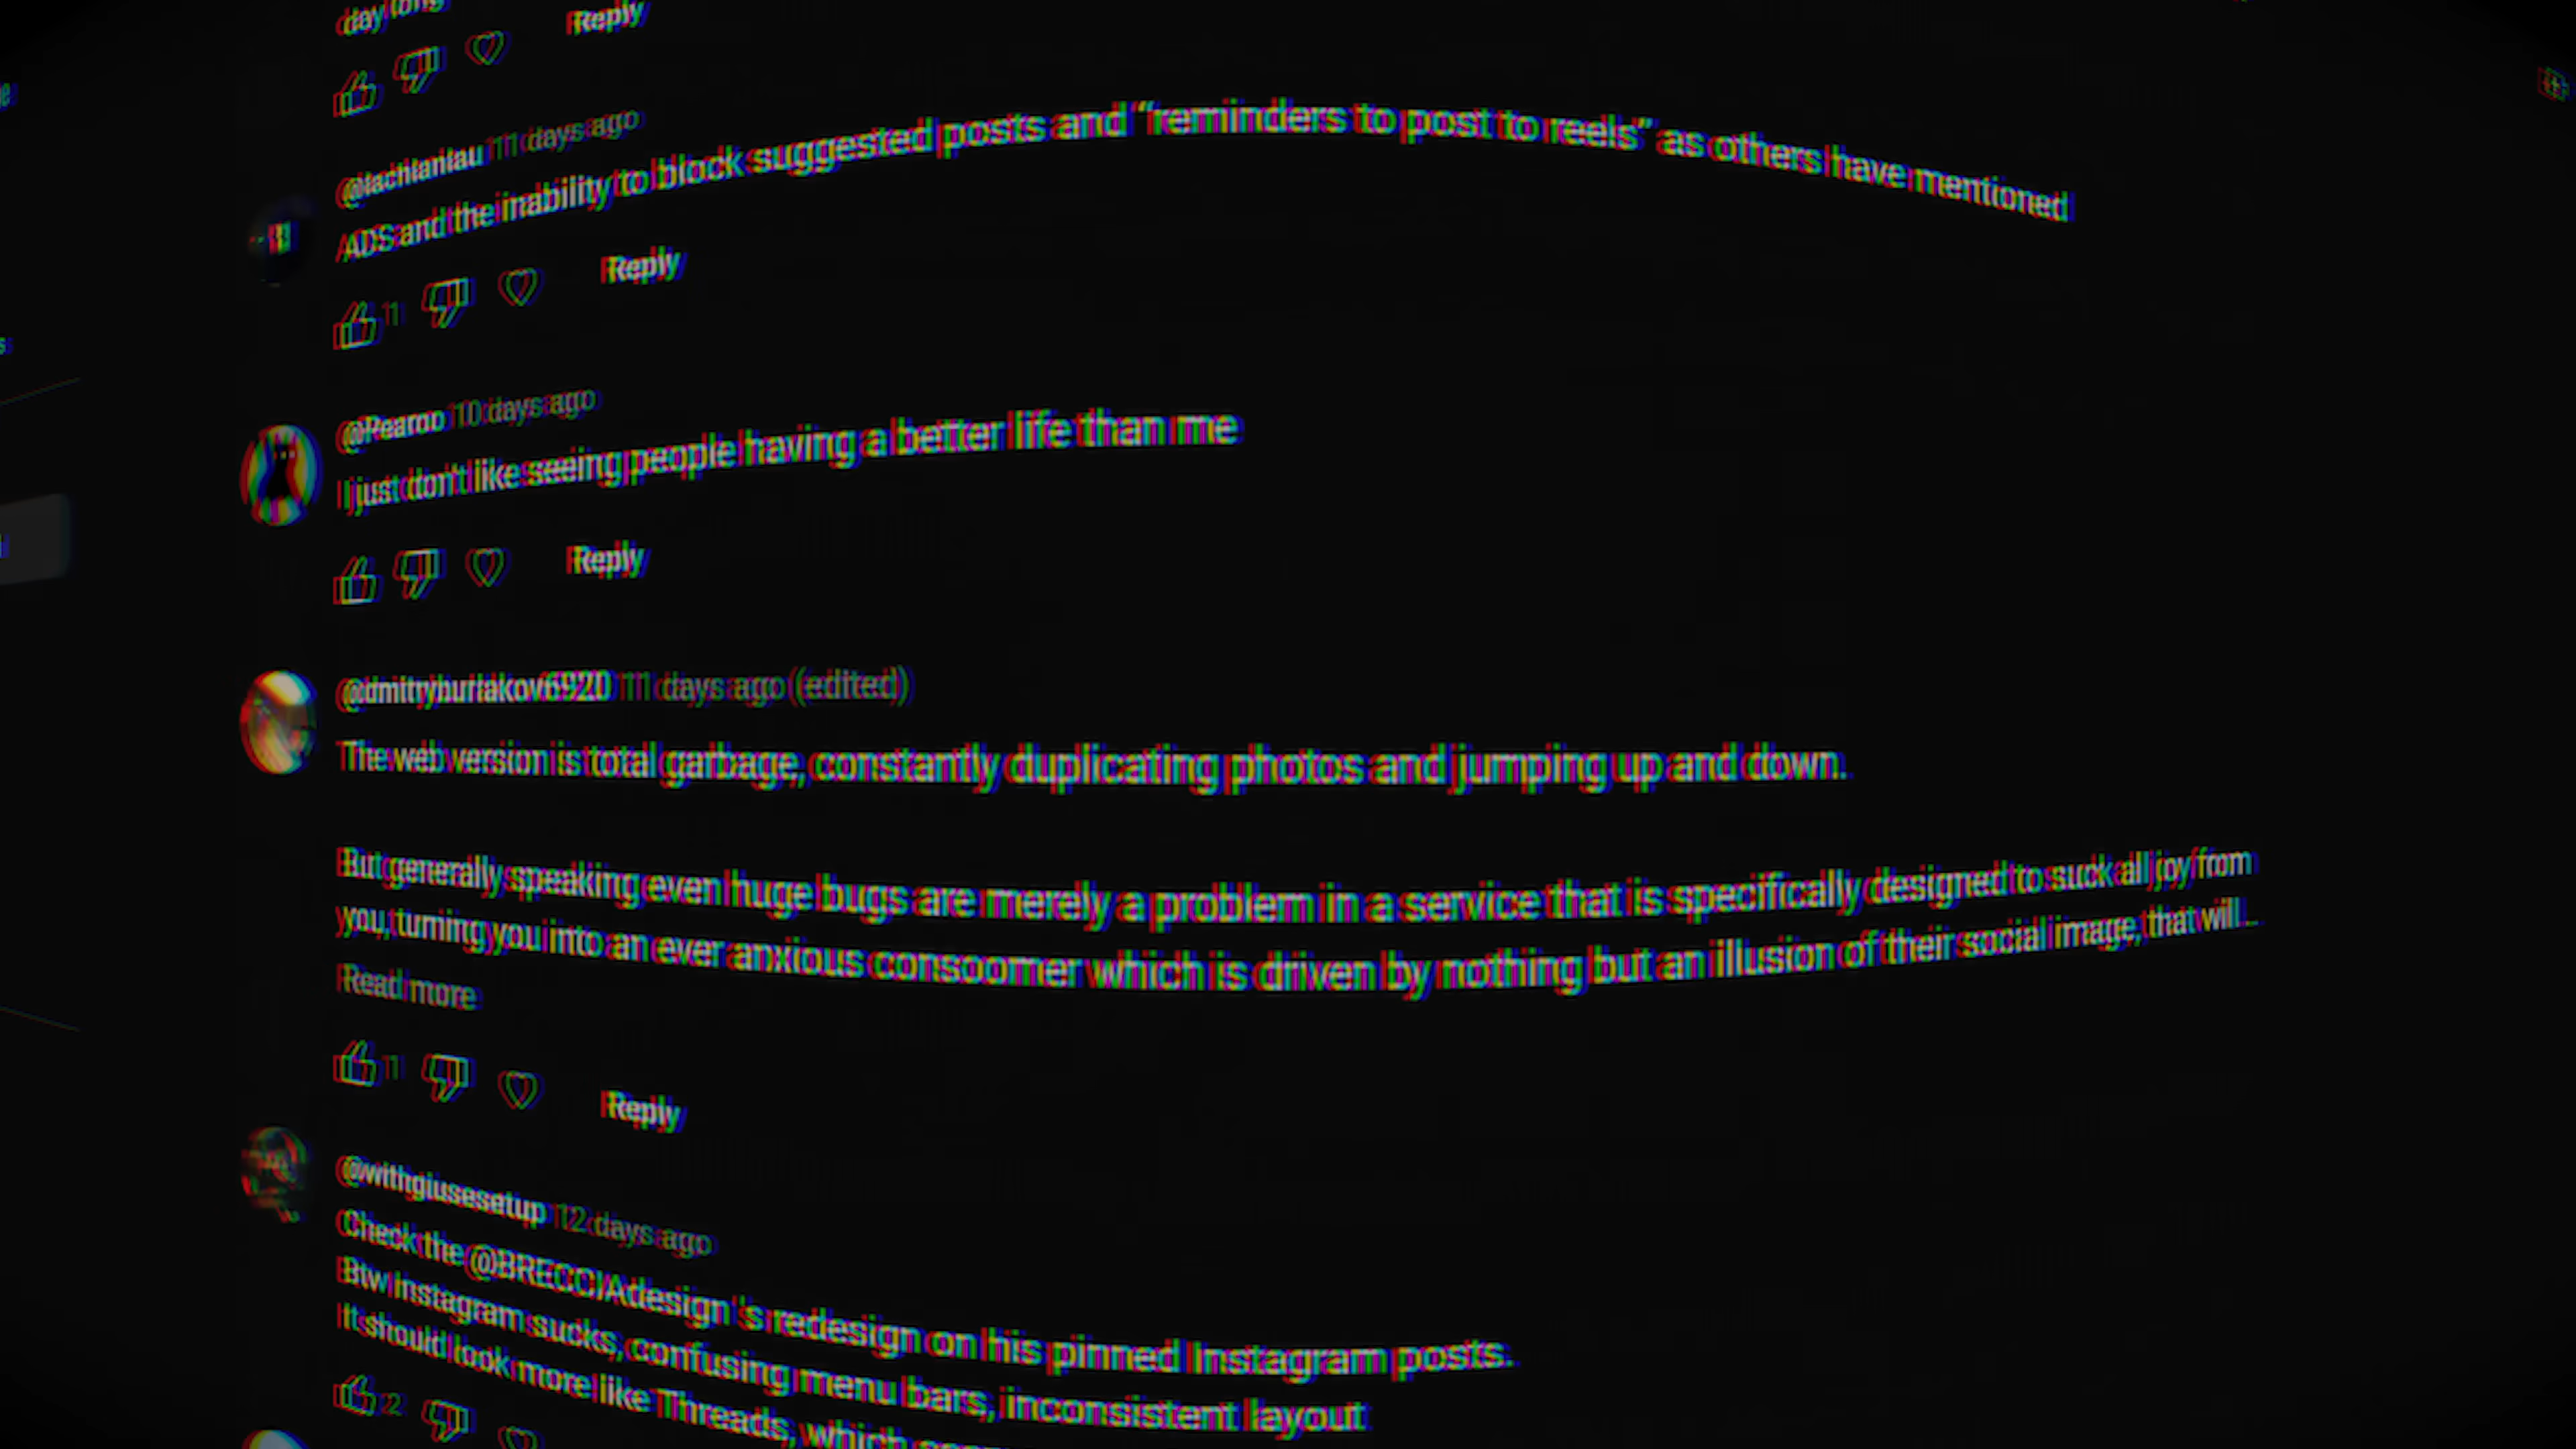 day long
Reply
@lachlanlau 11 days ago
ADS and the inability to block suggested posts and “reminders to post to reels” as others have mentioned
1
Reply
@Pearoo 10 days ago
I just don't like seeing people having a better life than me
Reply
@dmitryburlakov6920 11 days ago (edited)
The web version is total garbage, constantly duplicating photos and jumping up and down.
But generally speaking even huge bugs are merely a problem in a service that is specifically designed to suck all joy from
you, turning you into an ever anxious consoomer which is driven by nothing but an illusion of their social image, that will...
Read more
1
Reply
@withgiusesetup 12 days ago
Check the @BRECCIAdesign 's redesign on his pinned Instagram posts.
Btw Instagram sucks, confusing menu bars, inconsistent layout
It should look more like Threads, which
2